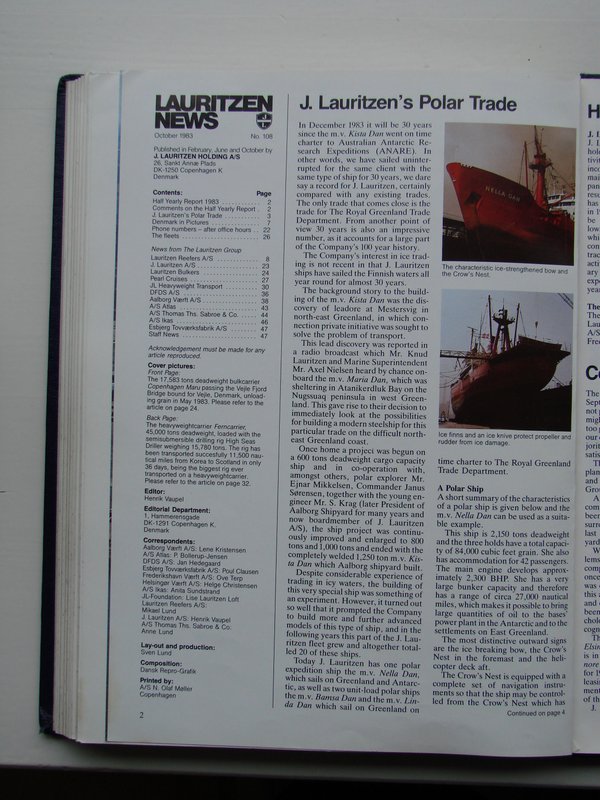 LAURITZEN
NEWS
October 1983 No. 108
Published in February, June and October by
J. LAURITZEN HOLDING A/S
26, Sankt Annæ Plads
DK-1250 Copenhagen K
Denmark
Contents: Page
Half Yearly Report 1983 . . . . 2
Comments on the Half Yearly Report . . 2
J. Lauritzen's Polar Trade . . . . 3
Denmark in Pictures . . . . 7
Phone numbers – after office hours . . 22
The fleets . . . . 26
News from The Lauritzen Group
Lauritzen Reefers A/S . . . . 8
J. Lauritzen A/S . . . . 23
Lauritzen Bulkers . . . . 24
Pearl Cruises . . . . 27
JL Heavyweight Transport . . . . 30
DFDS A/S . . . . 36
Aalborg Værft A/S . . . . 38
A/S Atlas . . . . 43
A/S Thomas Ths. Sabroe & Co. . . . . 44
A/S Ikas . . . . 46
Esbjerg Tovværksfabrik A/S . . . . 47
Staff News . . . . 47
Acknowledgement must be made for any
article reproduced.
Cover pictures:
Front Page:
The 17,583 tons deadweight bulkcarrier
Copenhagen Maru passing the Vejle Fjord
Bridge bound for Vejle, Denmark, unload-
ing grain in May 1983. Please refer to the
article on page 24.
Back Page:
The heavyweightcarrier Ferncarrier,
45,000 tons deadweight, loaded with the
semisubmersible drilling rig High Seas
Driller weighing 15,780 tons. The rig has
been transported succesfully 11,500 nau-
tical miles from Korea to Scotland in only
36 days, being the biggest rig ever
transported on a heavyweightcarrier.
Please refer to the article on page 32.
Editor:
Henrik Vaupel
Editorial Department:
1, Hammerensgade
DK-1291 Copenhagen K.
Denmark
Correspondents:
Aalborg Værft A/S: Lene Kristensen
A/S Atlas: P. Bollerup-Jensen
DFDS A/S: Jan Hedegaard
Esbjerg Tovværksfabrik A/S: Poul Clausen
Frederikshavn Værft A/S: Ove Terp
Helsingør Værft A/S: Helge Christensen
A/S Ikas: Anita Sundstrand
JL-Foundation: Lise Lauritzen Loft
Lauritzen Reefers A/S:
Mikael Lund
J. Lauritzen A/S: Henrik Vaupel
A/S Thomas Ths. Sabroe & Co.:
Anne Lund
Lay-out and production:
Sven Lund
Composition:
Dansk Repro-Grafik
Printed by:
A/S N. Olaf Møller
Copenhagen
2
J. Lauritzen's Polar Trade
In December 1983 it will be 30 years
since the m.v. Kista Dan went on time
charter to Australian Antarctic Re-
search Expeditions (ANARE). In
other words, we have sailed uninter-
rupted for the same client with the
same type of ship for 30 years, we dare
say a record for J. Lauritzen, certainly
compared with any existing trades.
The only trade that comes close is the
trade for The Royal Greenland Trade
Department. From another point of
view 30 years is also an impressive
number, as it accounts for a large part
of the Company's 100 year history.
The Company's interest in ice trad-
ing is not recent in that J. Lauritzen
ships have sailed the Finnish waters all
year round for almost 30 years.
The background story to the build-
ing of the m.v. Kista Dan was the dis-
covery of leadore at Mestersvig in
north-east Greenland, in which con-
nection private initiative was sought to
solve the problem of transport.
This lead discovery was reported in
a radio broadcast which Mr. Knud
Lauritzen and Marine Superintendent
Mr. Axel Nielsen heard by chance on-
board the m.v. Maria Dan, which was
sheltering in Atanikerdluk Bay on the
Nugssuaq peninsula in west Green-
land. This gave rise to their decision to
immediately look at the possibilities
for building a modern steelship for this
particular trade on the difficult north-
east Greenland coast.
Once home a project was begun on
a 600 tons deadweight cargo capacity
ship and in co-operation with,
amongst others, polar explorer Mr.
Ejnar Mikkelsen, Commander Janus
Sørensen, together with the young en-
gineer Mr. S. Krag (later President of
Aalborg Shipyard for many years and
now boardmember of J. Lauritzen
A/S), the ship project was continu-
ously improved and enlarged to 800
tons and 1,000 tons and ended with the
completely welded 1,250 ton m.v. Kis-
ta Dan which Aalborg shipyard built.
Despite considerable experience of
trading in icy waters, the building of
this very special ship was something of
an experiment. However, it turned out
so well that it prompted the Company
to build more and further advanced
models of this type of ship, and in the
following years this part of the J. Lau-
ritzen fleet grew and altogether total-
led 20 of these ships.
Today J. Lauritzen has one polar
expedition ship the m.v. Nella Dan,
which sails on Greenland and Antarc-
tic, as well as two unit-load polar ships
the m.v. Bamsa Dan and the m.v. Lin-
da Dan which sail on Greenland on
NELLA DAN
The characteristic ice-strengthened bow and
the Crow's Nest.
Ice finns and an ice knive protect propeller and
rudder from ice damage.
time charter to The Royal Greenland
Trade Department.
A Polar Ship
A short summary of the characteristics
of a polar ship is given below and the
m.v. Nella Dan can be used as a suita-
ble example.
This ship is 2,150 tons deadweight
and the three holds have a total capaci-
ty of 84,000 cubic feet grain. She also
has accommodation for 42 passengers.
The main engine develops approx-
imately 2,300 BHP. She has a very
large bunker capacity and therefore
has a range of circa 27,000 nautical
miles, which makes it possible to bring
large quantities of oil to the bases'
power plant in the Antarctic and to the
settlements on East Greenland.
The most distinctive outward signs
are the ice breaking bow, the Crow's
Nest in the foremast and the heli-
copter deck aft.
The Crow's Nest is equipped with a
complete set of navigation instru-
ments so that the ship may be control-
led from the Crow's Nest which has
Continued on page 4